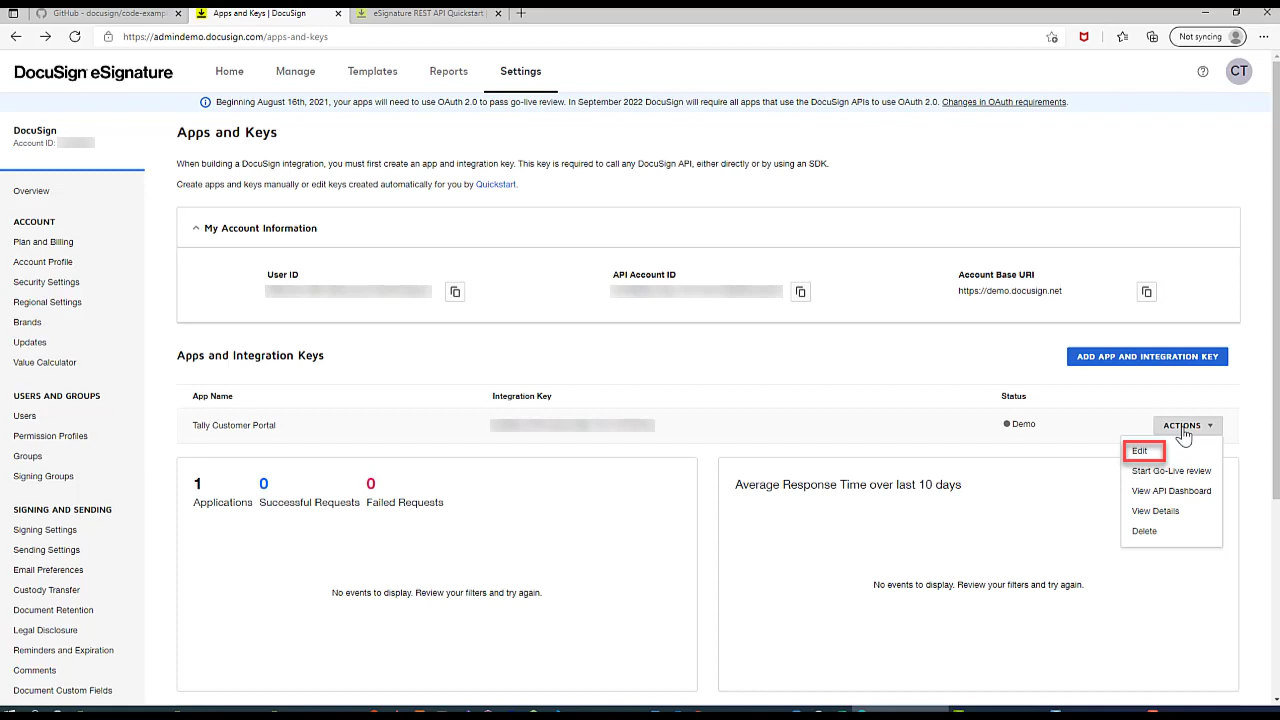 GitHub - docusign/code-examp
Apps and Keys | DocuSign
eSignature REST API Quickstart |
https://admindemo.docusign.com/apps-and-keys
Not syncing
DocuSign eSignature
Home
Manage
Templates
Reports
Settings
CT
Beginning August 16th, 2021, your apps will need to use OAuth 2.0 to pass go-live review. In September 2022 DocuSign will require all apps that use the DocuSign APIs to use OAuth 2.0. Changes in OAuth requirements.
DocuSign
Account ID:
Overview
ACCOUNT
Plan and Billing
Account Profile
Security Settings
Regional Settings
Brands
Updates
Value Calculator
USERS AND GROUPS
Users
Permission Profiles
Groups
Signing Groups
SIGNING AND SENDING
Signing Settings
Sending Settings
Email Preferences
Custody Transfer
Document Retention
Legal Disclosure
Reminders and Expiration
Comments
Document Custom Fields
Apps and Keys
When building a DocuSign integration, you must first create an app and integration key. This key is required to call any DocuSign API, either directly or by using an SDK.
Create apps and keys manually or edit keys created automatically for you by Quickstart.
My Account Information
User ID
API Account ID
Account Base URI
https://demo.docusign.net
Apps and Integration Keys
ADD APP AND INTEGRATION KEY
App Name
Integration Key
Status
Tally Customer Portal
Demo
ACTIONS
Edit
Start Go-Live review
View API Dashboard
View Details
Delete
1
Applications
0
Successful Requests
0
Failed Requests
No events to display. Review your filters and try again.
Average Response Time over last 10 days
No events to display. Review your filters and try again.